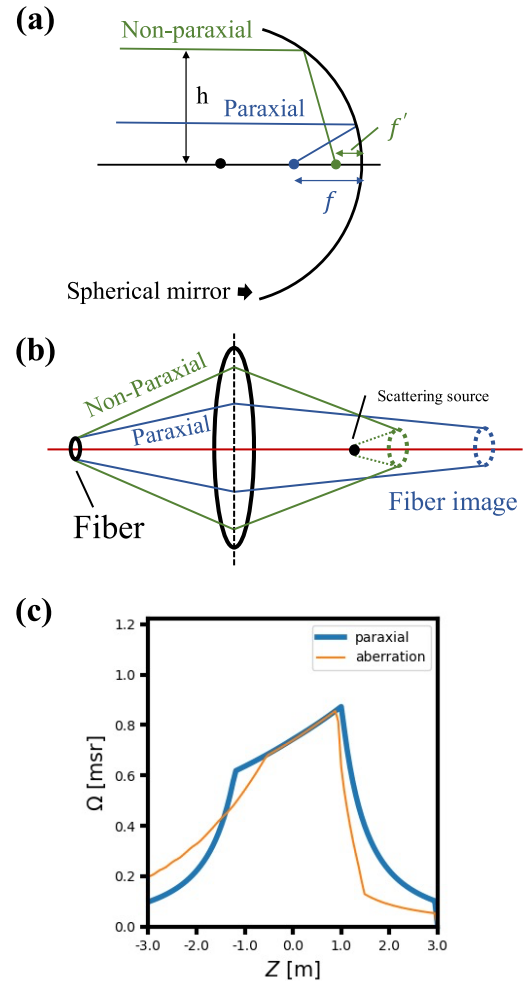 (a)
Non-paraxial
h
Paraxial
f′
f
Spherical mirror
(b)
Non-Paraxial
Paraxial
Scattering source
Fiber
Fiber image
(c)
paraxial
aberration
1.2
1.0
0.8
0.6
0.4
0.2
0.0
Ω [msr]
-3.0 -2.0 -1.0 0.0 1.0 2.0 3.0
Z [m]